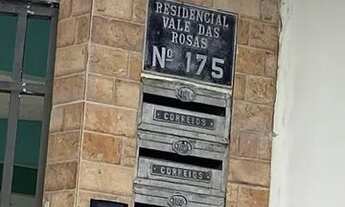 RESIDENCIAL
VALE DAS
ROSAS
Nº 175
CORREIOS
CORREIOS